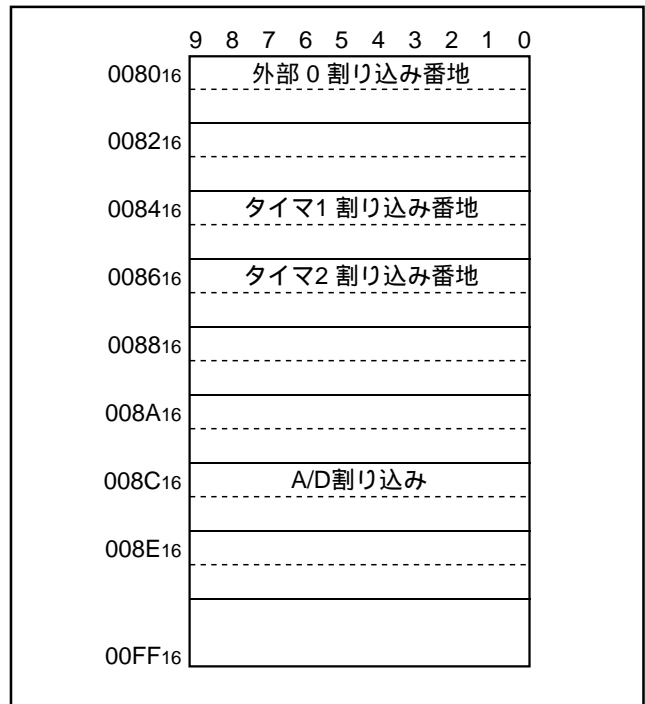 9 8 7 6 5 4 3 2 1 0
008016 外部 0 割り込み番地
008216
008416 タイマ1 割り込み番地
008616 タイマ2 割り込み番地
008816
008A16
008C16 A/D割り込み
008E16
00FF16